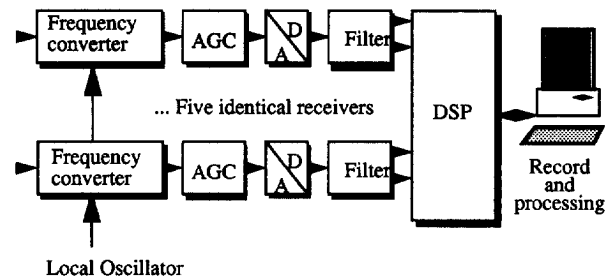 Frequency
converter
AGC
D
A
Filter
... Five identical receivers
DSP
Frequency
converter
AGC
D
A
Filter
Record
and
processing
Local Oscillator